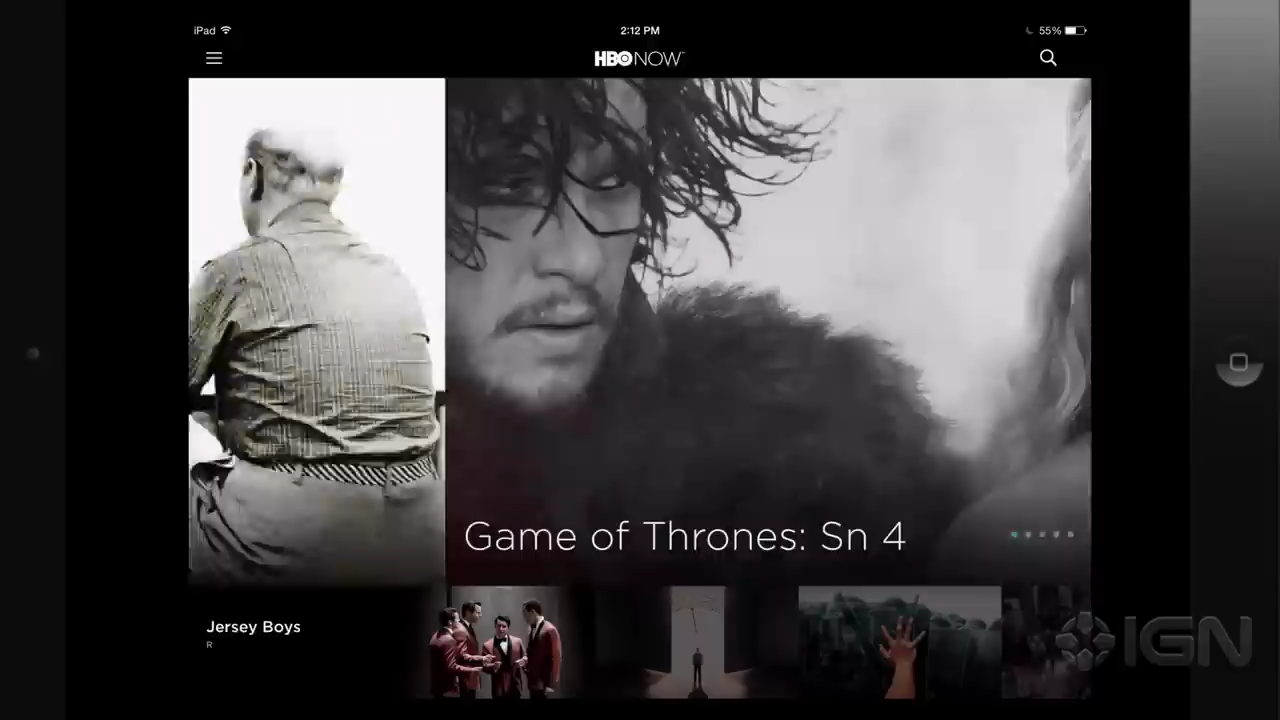 iPad
2:12 PM
55%
HBO NOW
Game of Thrones: Sn 4
Jersey Boys
R
IGN